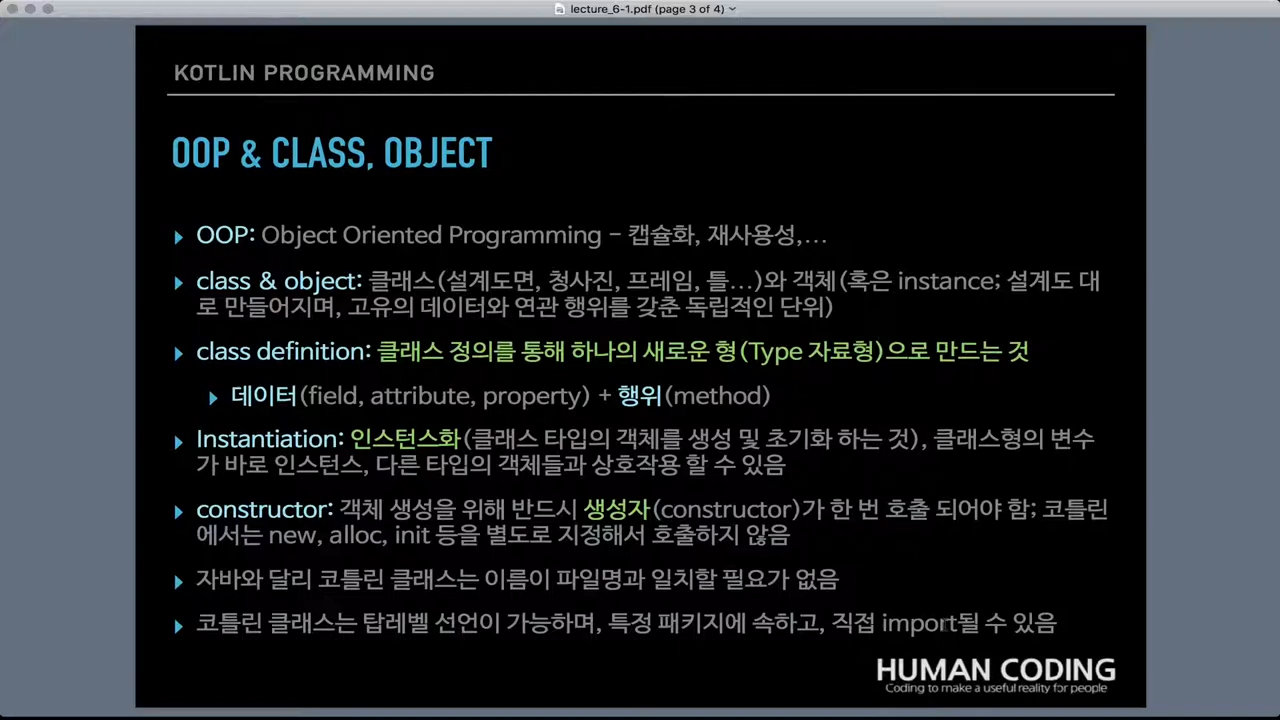 lecture_6-1.pdf (page 3 of 4)
KOTLIN PROGRAMMING
OOP & CLASS, OBJECT
OOP: Object Oriented Programming – 캡슐화, 재사용성,…
class & object: 클래스(설계도면, 청사진, 프레임, 틀…)와 객체(혹은 instance; 설계도 대
로 만들어지며, 고유의 데이터와 연관 행위를 갖춘 독립적인 단위)
class definition: 클래스 정의를 통해 하나의 새로운 형(Type 자료형)으로 만드는 것
데이터(field, attribute, property) + 행위(method)
Instantiation: 인스턴스화(클래스 타입의 객체를 생성 및 초기화 하는 것), 클래스형의 변수
가 바로 인스턴스, 다른 타입의 객체들과 상호작용 할 수 있음
constructor: 객체 생성을 위해 반드시 생성자(constructor)가 한 번 호출 되어야 함; 코틀린
에서는 new, alloc, init 등을 별도로 지정해서 호출하지 않음
자바와 달리 코틀린 클래스는 이름이 파일명과 일치할 필요가 없음
코틀린 클래스는 탑레벨 선언이 가능하며, 특정 패키지에 속하고, 직접 import될 수 있음
HUMAN CODING
Coding to make a useful reality for people